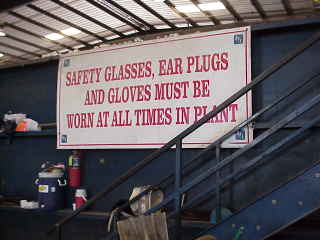 SAFETY GLASSES, EAR PLUGS
AND GLOVES MUST BE
WORN AT ALL TIMES IN PLANT